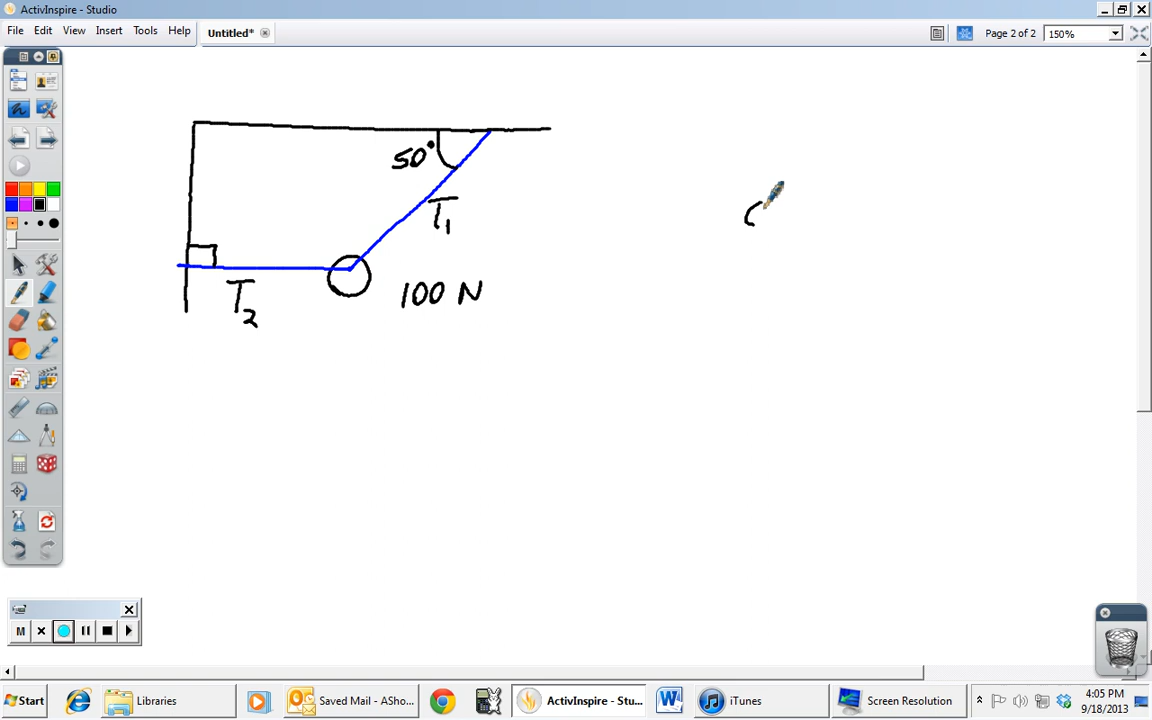 ActivInspire - Studio
File Edit View Insert Tools Help Untitled* Page 2 of 2 150%
50°
T1
T2
100 N
M
Start Libraries Saved Mail - ASho... ActivInspire - Stu... iTunes Screen Resolution 4:05 PM
9/18/2013